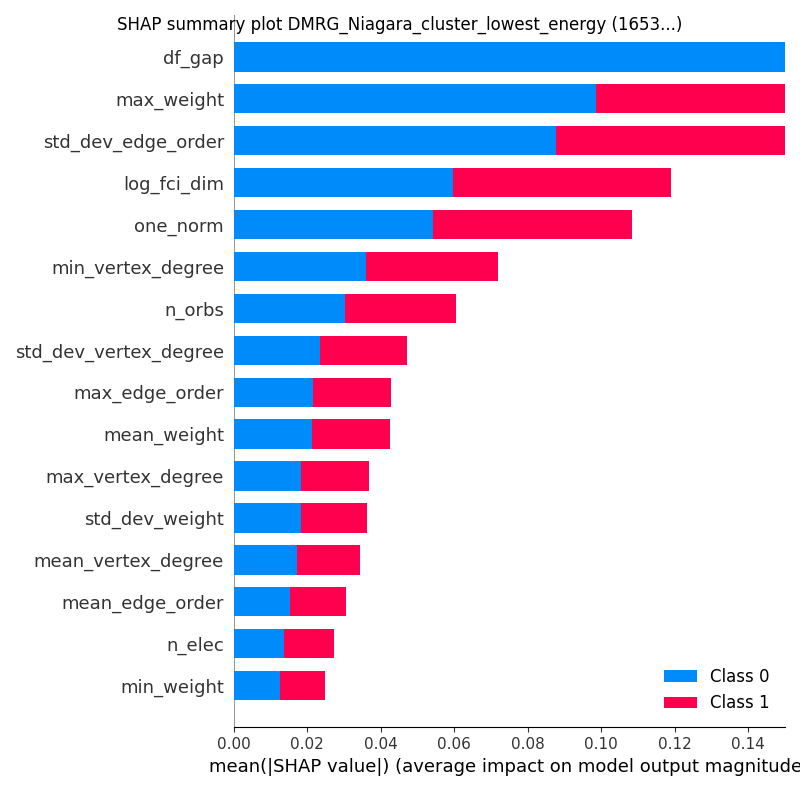 SHAP summary plot DMRG_Niagara_cluster_lowest_energy (1653...)
df_gap
max_weight
std_dev_edge_order
log_fci_dim
one_norm
min_vertex_degree
n_orbs
std_dev_vertex_degree
max_edge_order
mean_weight
max_vertex_degree
std_dev_weight
mean_vertex_degree
mean_edge_order
n_elec
min_weight
Class 0
Class 1
0.00 0.02 0.04 0.06 0.08 0.10 0.12 0.14
mean(|SHAP value|) (average impact on model output magnitude